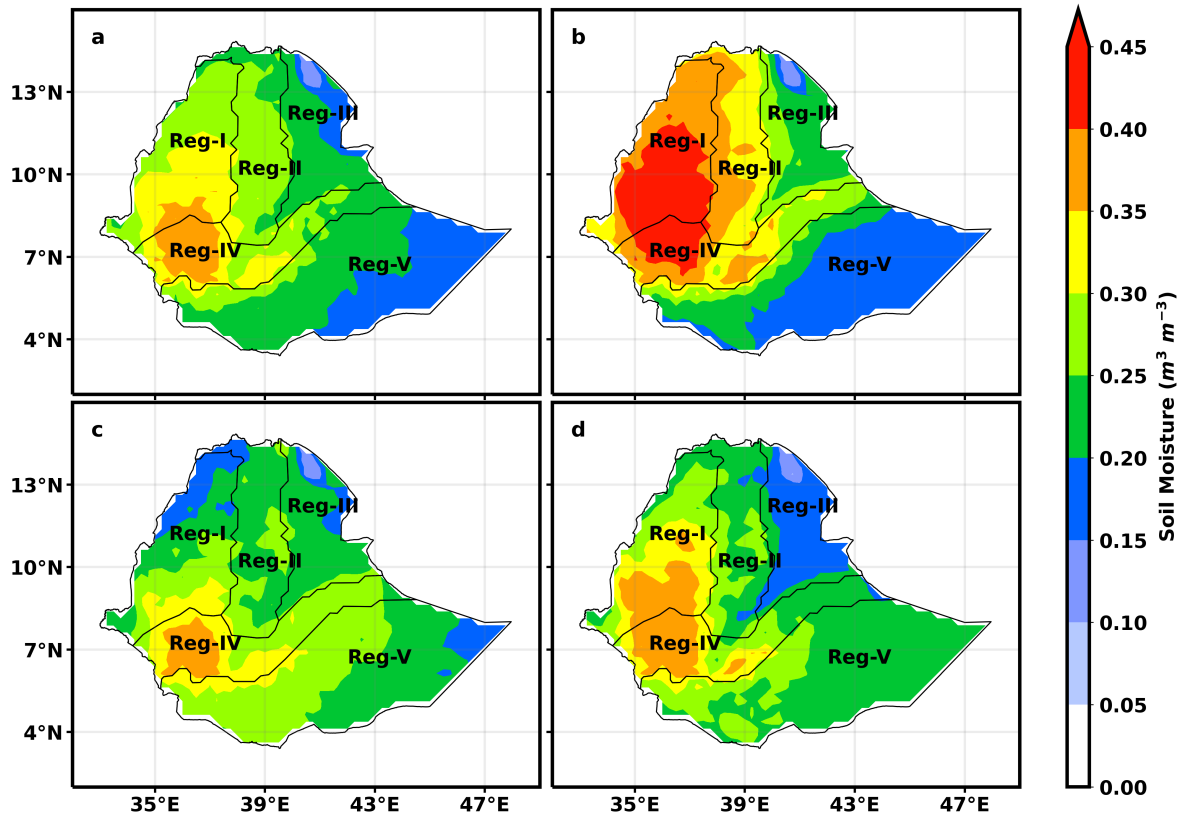 a
Reg-I
Reg-II
Reg-III
Reg-IV
Reg-V
13°N
10°N
7°N
4°N
b
Reg-I
Reg-II
Reg-III
Reg-IV
Reg-V
c
Reg-I
Reg-II
Reg-III
Reg-IV
Reg-V
13°N
10°N
7°N
4°N
35°E
39°E
43°E
47°E
d
Reg-I
Reg-II
Reg-III
Reg-IV
Reg-V
35°E
39°E
43°E
47°E
0.45
0.40
0.35
0.30
0.25
0.20
0.15
0.10
0.05
0.00
Soil Moisture (m³ m⁻³)